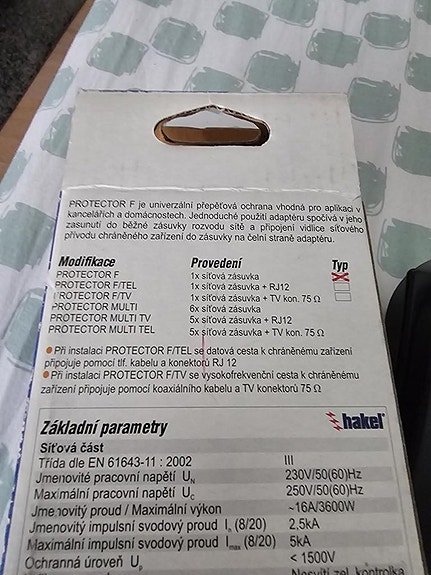 PROTECTOR F je univerzální přepěťová ochrana vhodná pro aplikaci v
kancelářích a domácnostech. Jednoduché použití adaptéru spočívá v jeho
zasunutí do běžné zásuvky rozvodu sítě a připojení vidlice síťového
přívodu chráněného zařízení do zásuvky na čelní straně adaptéru.
Modifikace Provedení Typ
PROTECTOR F 1x síťová zásuvka
PROTECTOR F/TEL 1x síťová zásuvka + RJ12
PROTECTOR F/TV 1x síťová zásuvka + TV kon. 75 Ω
PROTECTOR MULTI 6x síťová zásuvka
PROTECTOR MULTI TV 5x síťová zásuvka + RJ12
PROTECTOR MULTI TEL 5x síťová zásuvka + TV kon. 75 Ω
Při instalaci PROTECTOR F/TEL se datová cesta k chráněnému zařízení
připojuje pomocí tlf. kabelu a konektorů RJ 12
Při instalaci PROTECTOR F/TV se vysokofrekvenční cesta k chráněnému
zařízení připojuje pomocí koaxiálního kabelu a TV konektorů 75 Ω
Základní parametry hakel
Síťová část
Třída dle EN 61643-11 : 2002 III
Jmenovité pracovní napětí UN 230V/50(60)Hz
Maximální pracovní napětí UC 250V/50(60)Hz
Jmenovitý proud / Maximální výkon ~16A/3600W
Jmenovitý impulsní svodový proud In (8/20) 2,5kA
Maximální impulsní svodový proud Imax (8/20) 5kA
Ochranná úroveň Up < 1500V
Nesvítí zel. kontrolka